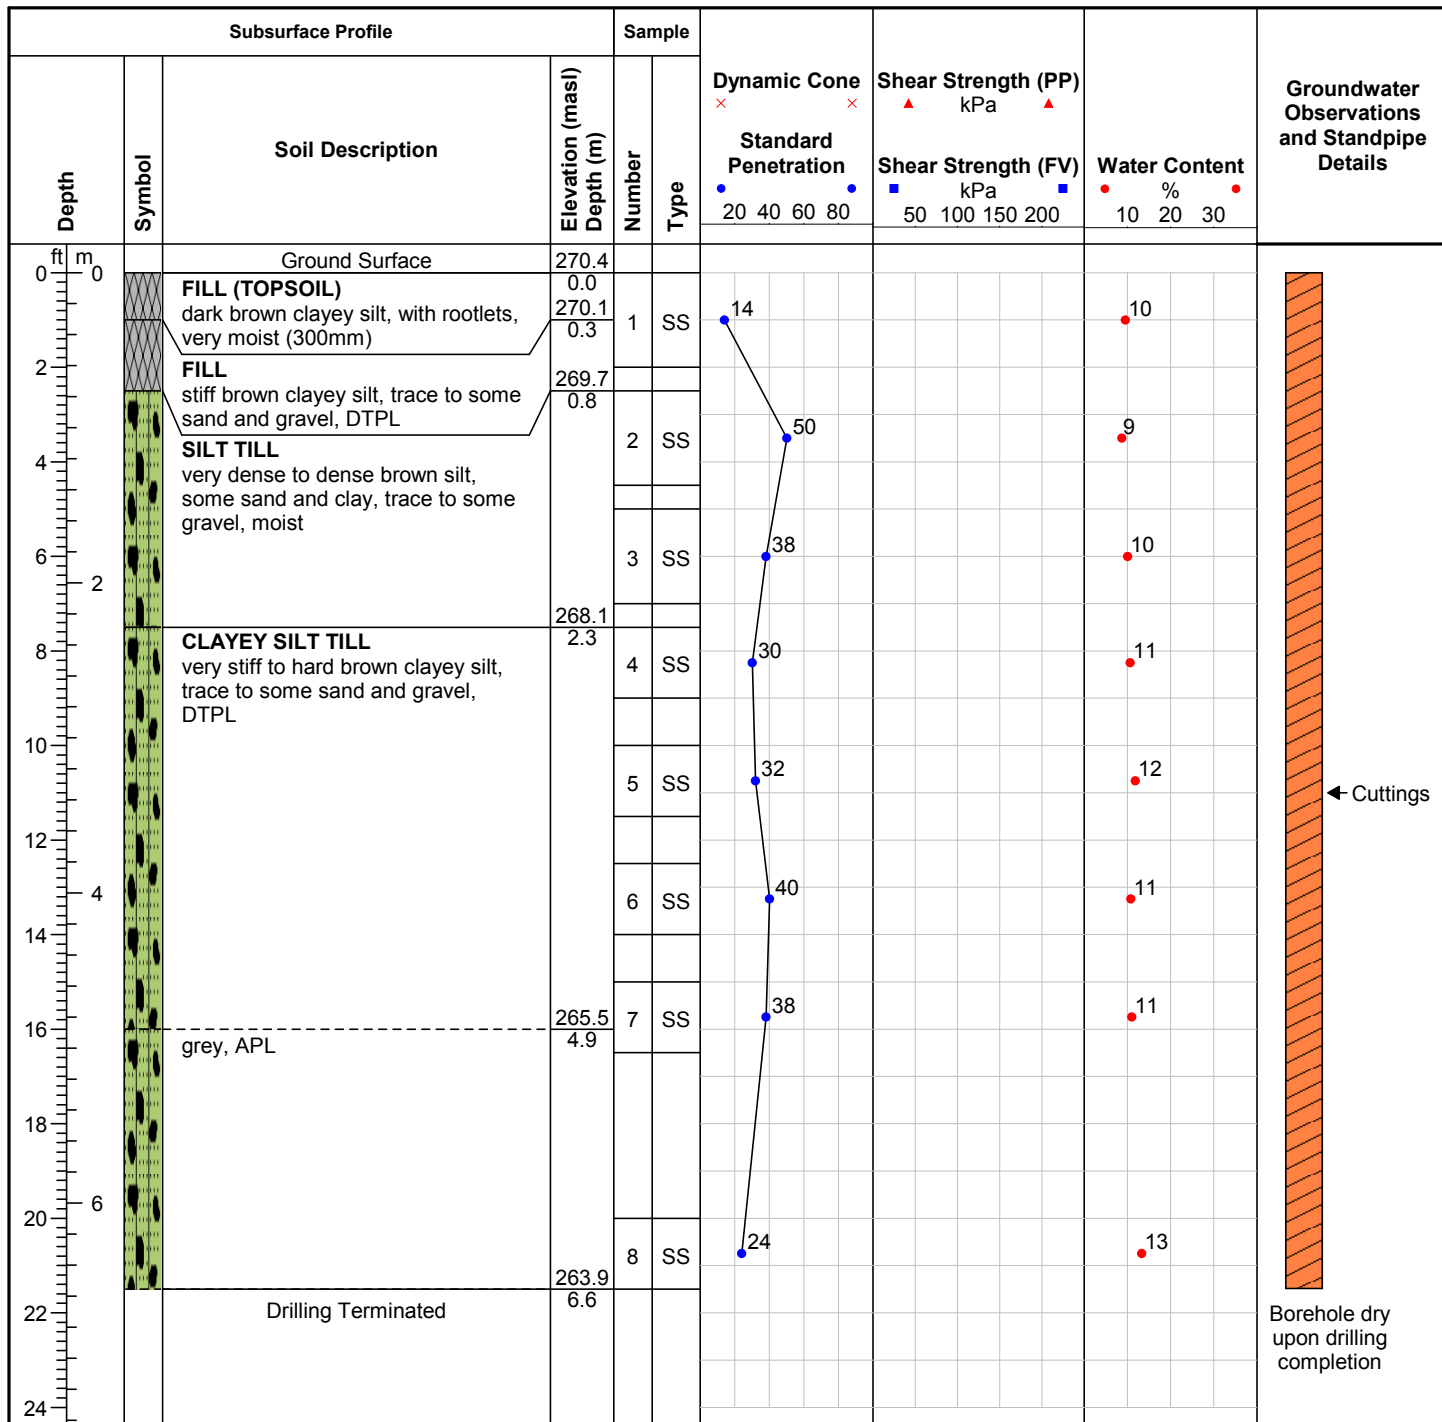 Subsurface Profile
Sample
Depth
Symbol
Soil Description
Elevation (masl)
Depth (m)
Number
Type
Dynamic Cone
Standard
Penetration
20 40 60 80
Shear Strength (PP)
kPa
Shear Strength (FV)
kPa
50 100 150 200
Water Content
%
10 20 30
Groundwater
Observations
and Standpipe
Details
ft m
0 0
2
4
6
2
8
10
12
4
14
16
18
6
20
22
24
Ground Surface
270.4
0.0
FILL (TOPSOIL)
dark brown clayey silt, with rootlets,
very moist (300mm)
270.1
0.3
FILL
stiff brown clayey silt, trace to some
sand and gravel, DTPL
269.7
0.8
SILT TILL
very dense to dense brown silt,
some sand and clay, trace to some
gravel, moist
268.1
2.3
CLAYEY SILT TILL
very stiff to hard brown clayey silt,
trace to some sand and gravel,
DTPL
265.5
4.9
grey, APL
263.9
6.6
Drilling Terminated
1 SS 14 10
2 SS 50 9
3 SS 38 10
4 SS 30 11
5 SS 32 12
6 SS 40 11
7 SS 38 11
8 SS 24 13
Cuttings
Borehole dry
upon drilling
completion